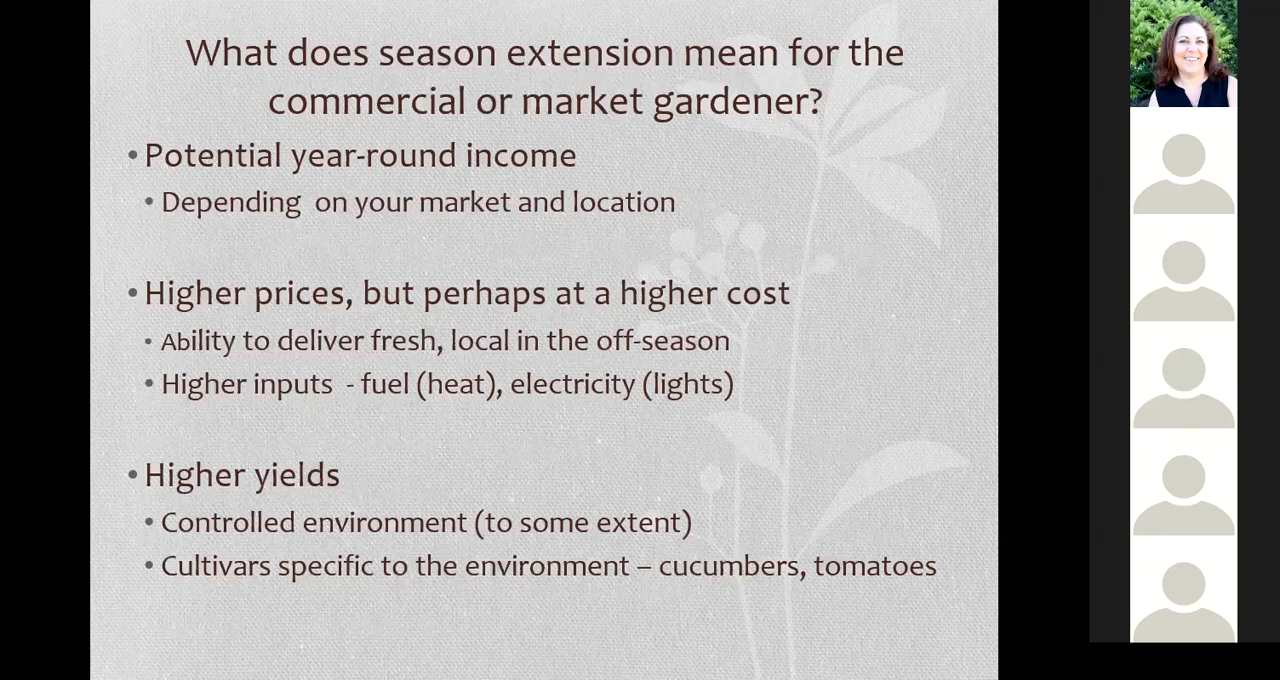 What does season extension mean for the
commercial or market gardener?
• Potential year-round income
• Depending  on your market and location
• Higher prices, but perhaps at a higher cost
• Ability to deliver fresh, local in the off-season
• Higher inputs  - fuel (heat), electricity (lights)
• Higher yields
• Controlled environment (to some extent)
• Cultivars specific to the environment – cucumbers, tomatoes